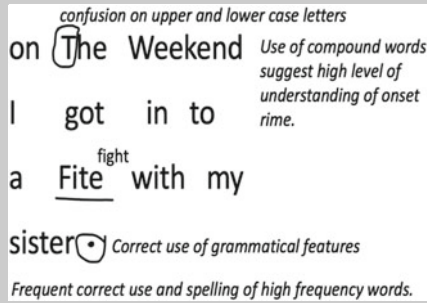 confusion on upper and lower case letters
on The Weekend
Use of compound words
suggest high level of
understanding of onset
rime.
I got in to
fight
a Fite with my
sister. Correct use of grammatical features
Frequent correct use and spelling of high frequency words.